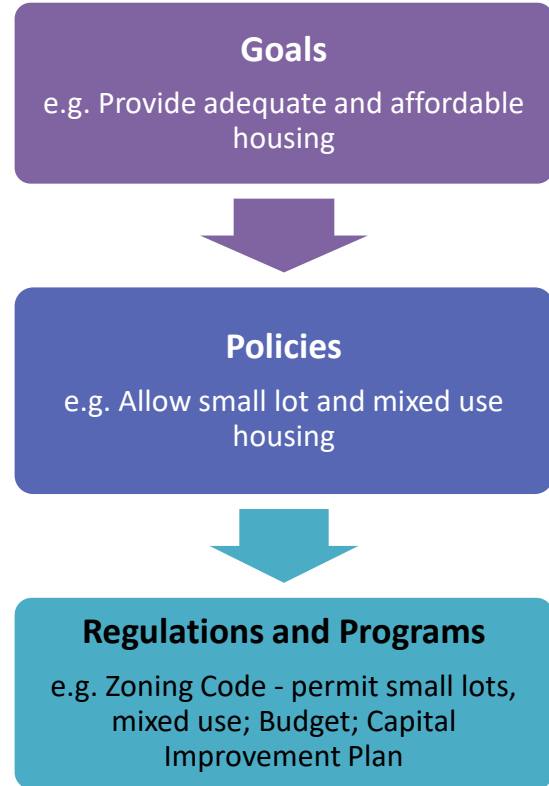 Goals
e.g. Provide adequate and affordable
housing
Policies
e.g. Allow small lot and mixed use
housing
Regulations and Programs
e.g. Zoning Code - permit small lots,
mixed use; Budget; Capital
Improvement Plan